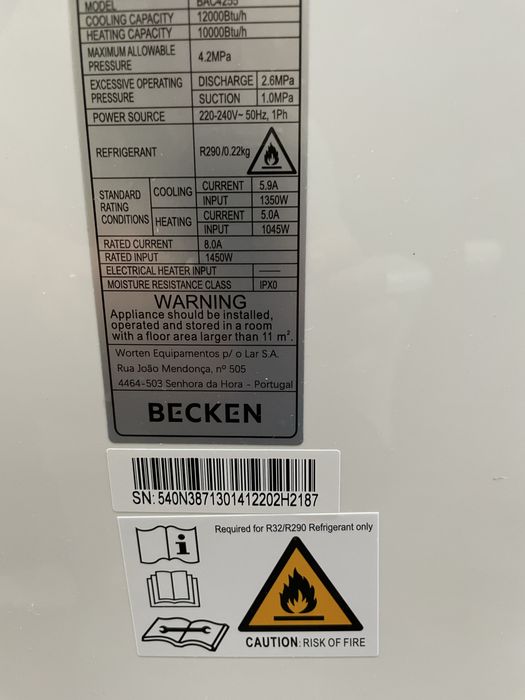 MODEL BAC4255
COOLING CAPACITY 12000Btu/h
HEATING CAPACITY 10000Btu/h
MAXIMUM ALLOWABLE PRESSURE 4.2MPa
EXCESSIVE OPERATING PRESSURE DISCHARGE 2.6MPa
SUCTION 1.0MPa
POWER SOURCE 220-240V~ 50Hz, 1Ph
REFRIGERANT R290/0.22kg
STANDARD RATING CONDITIONS COOLING CURRENT 5.9A
INPUT 1350W
HEATING CURRENT 5.0A
INPUT 1045W
RATED CURRENT 8.0A
RATED INPUT 1450W
ELECTRICAL HEATER INPUT —
MOISTURE RESISTANCE CLASS IPX0
WARNING
Appliance should be installed,
operated and stored in a room
with a floor area larger than 11 m².
Worten Equipamentos p/ o Lar S.A.
Rua João Mendonça, nº 505
4464-503 Senhora da Hora - Portugal
BECKEN
SN: 540N3871301412202H2187
Required for R32/R290 Refrigerant only
i
CAUTION: RISK OF FIRE